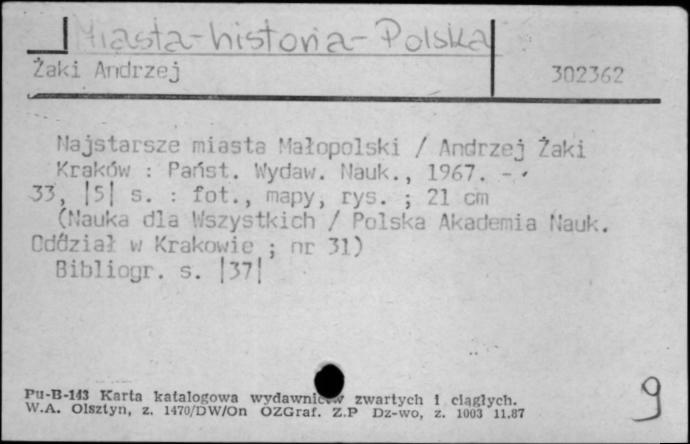 Miasta-historia-Polska
Żaki Andrzej 302362
Najstarsze miasta Małopolski / Andrzej Żaki
Kraków : Państ. Wydaw. Nauk., 1967. -
33, |5| s. : fot., mapy, rys. ; 21 cm
(Nauka dla Wszystkich / Polska Akademia Nauk.
Oddział w Krakowie ; nr 31)
Bibliogr. s. |37|
Pu-B-143 Karta katalogowa wydawnictw zwartych i ciągłych.
W.A. Olsztyn, z. 1470/DW/On OZGraf. Z.P Dz-wo, z. 1003 11.87
9